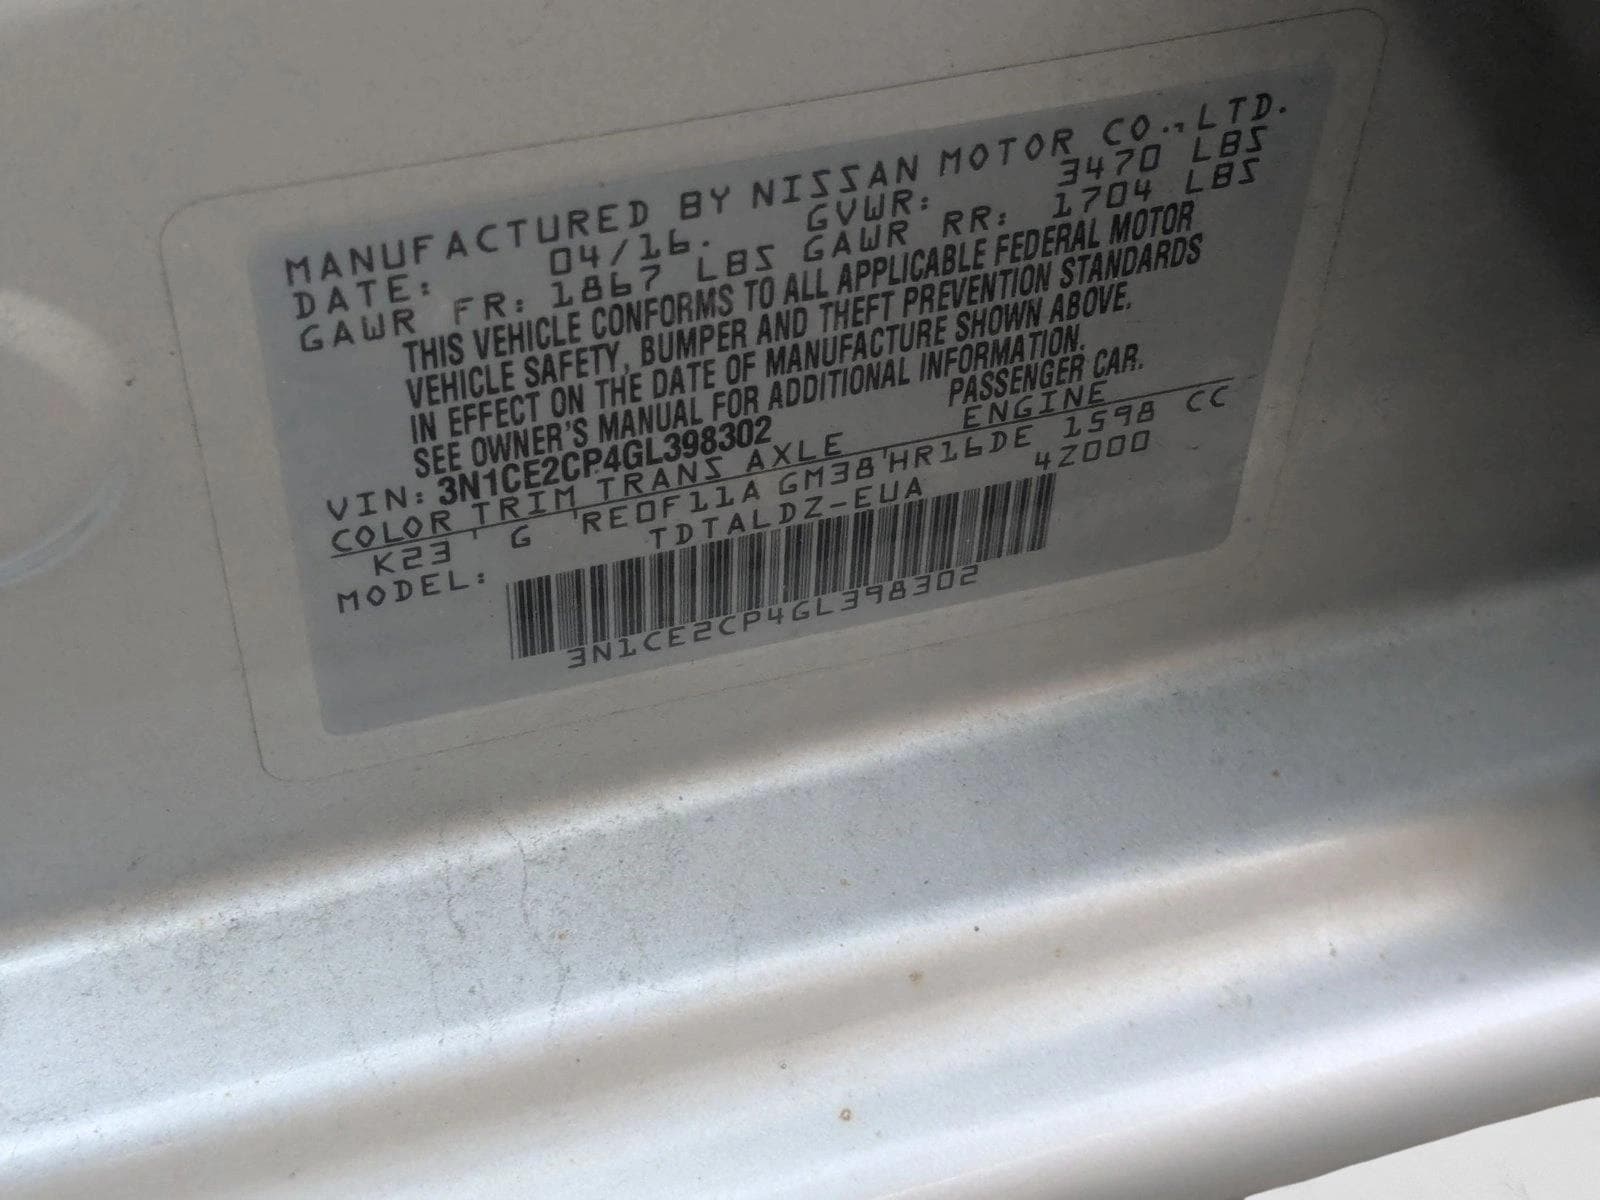 MANUFACTURED BY NISSAN MOTOR CO., LTD.
DATE: 04/16. GVWR: 3470 LBS
GAWR FR: 1867 LBS GAWR RR: 1704 LBS
THIS VEHICLE CONFORMS TO ALL APPLICABLE FEDERAL MOTOR
VEHICLE SAFETY, BUMPER AND THEFT PREVENTION STANDARDS
IN EFFECT ON THE DATE OF MANUFACTURE SHOWN ABOVE.
SEE OWNER'S MANUAL FOR ADDITIONAL INFORMATION.
VIN: 3N1CE2CP4GL398302 PASSENGER CAR.
COLOR TRIM TRANS AXLE ENGINE
K23 G RE0F11A GM38 HR16DE 1598 CC
MODEL: TDTALDZ-EUA 4Z000
3N1CE2CP4GL398302